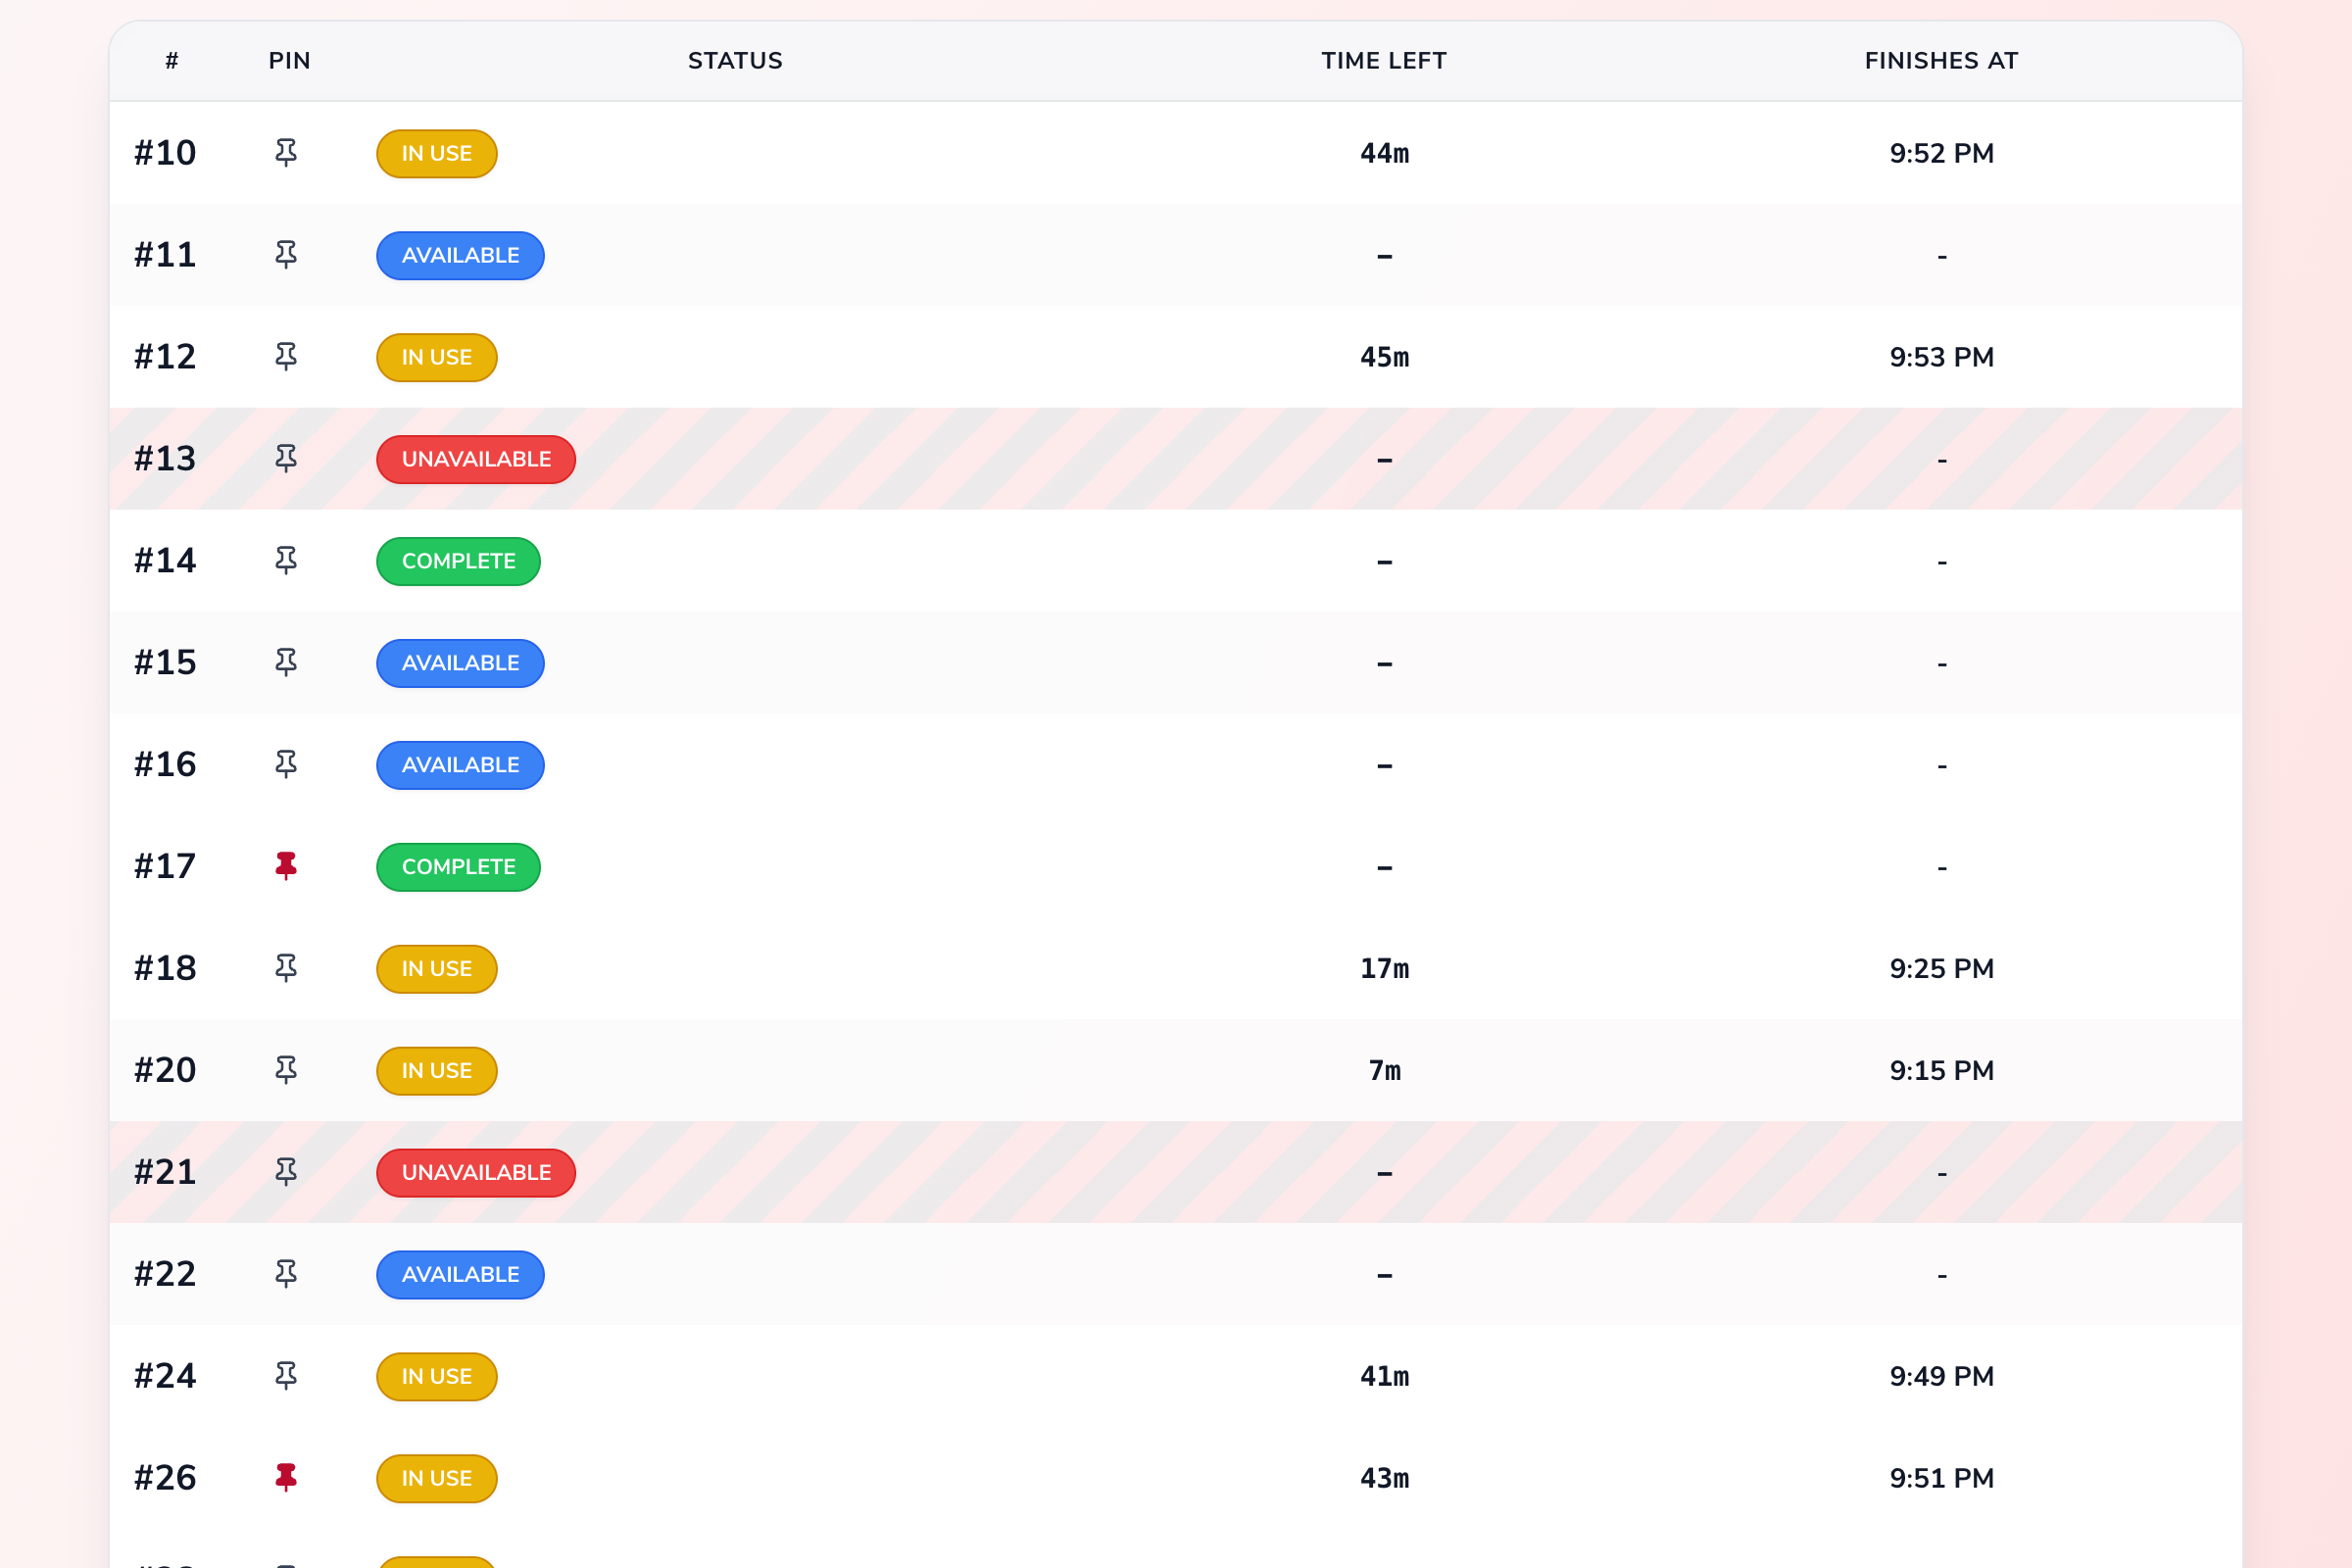 # PIN STATUS TIME LEFT FINISHES AT
#10 IN USE 44m 9:52 PM
#11 AVAILABLE – -
#12 IN USE 45m 9:53 PM
#13 UNAVAILABLE – -
#14 COMPLETE – -
#15 AVAILABLE – -
#16 AVAILABLE – -
#17 COMPLETE – -
#18 IN USE 17m 9:25 PM
#20 IN USE 7m 9:15 PM
#21 UNAVAILABLE – -
#22 AVAILABLE – -
#24 IN USE 41m 9:49 PM
#26 IN USE 43m 9:51 PM